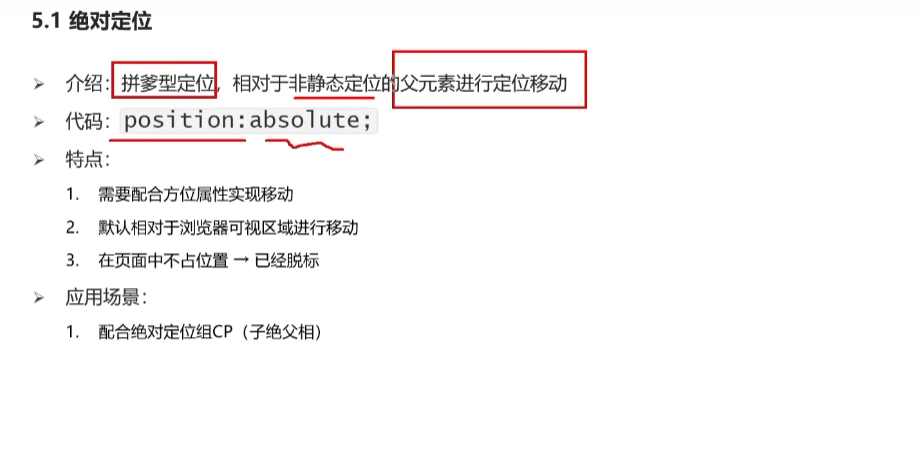 5.1 绝对定位
介绍：拼爹型定位，相对于非静态定位的父元素进行定位移动
代码：position:absolute;
特点：
1. 需要配合方位属性实现移动
2. 默认相对于浏览器可视区域进行移动
3. 在页面中不占位置 → 已经脱标
应用场景：
1. 配合绝对定位组CP（子绝父相）